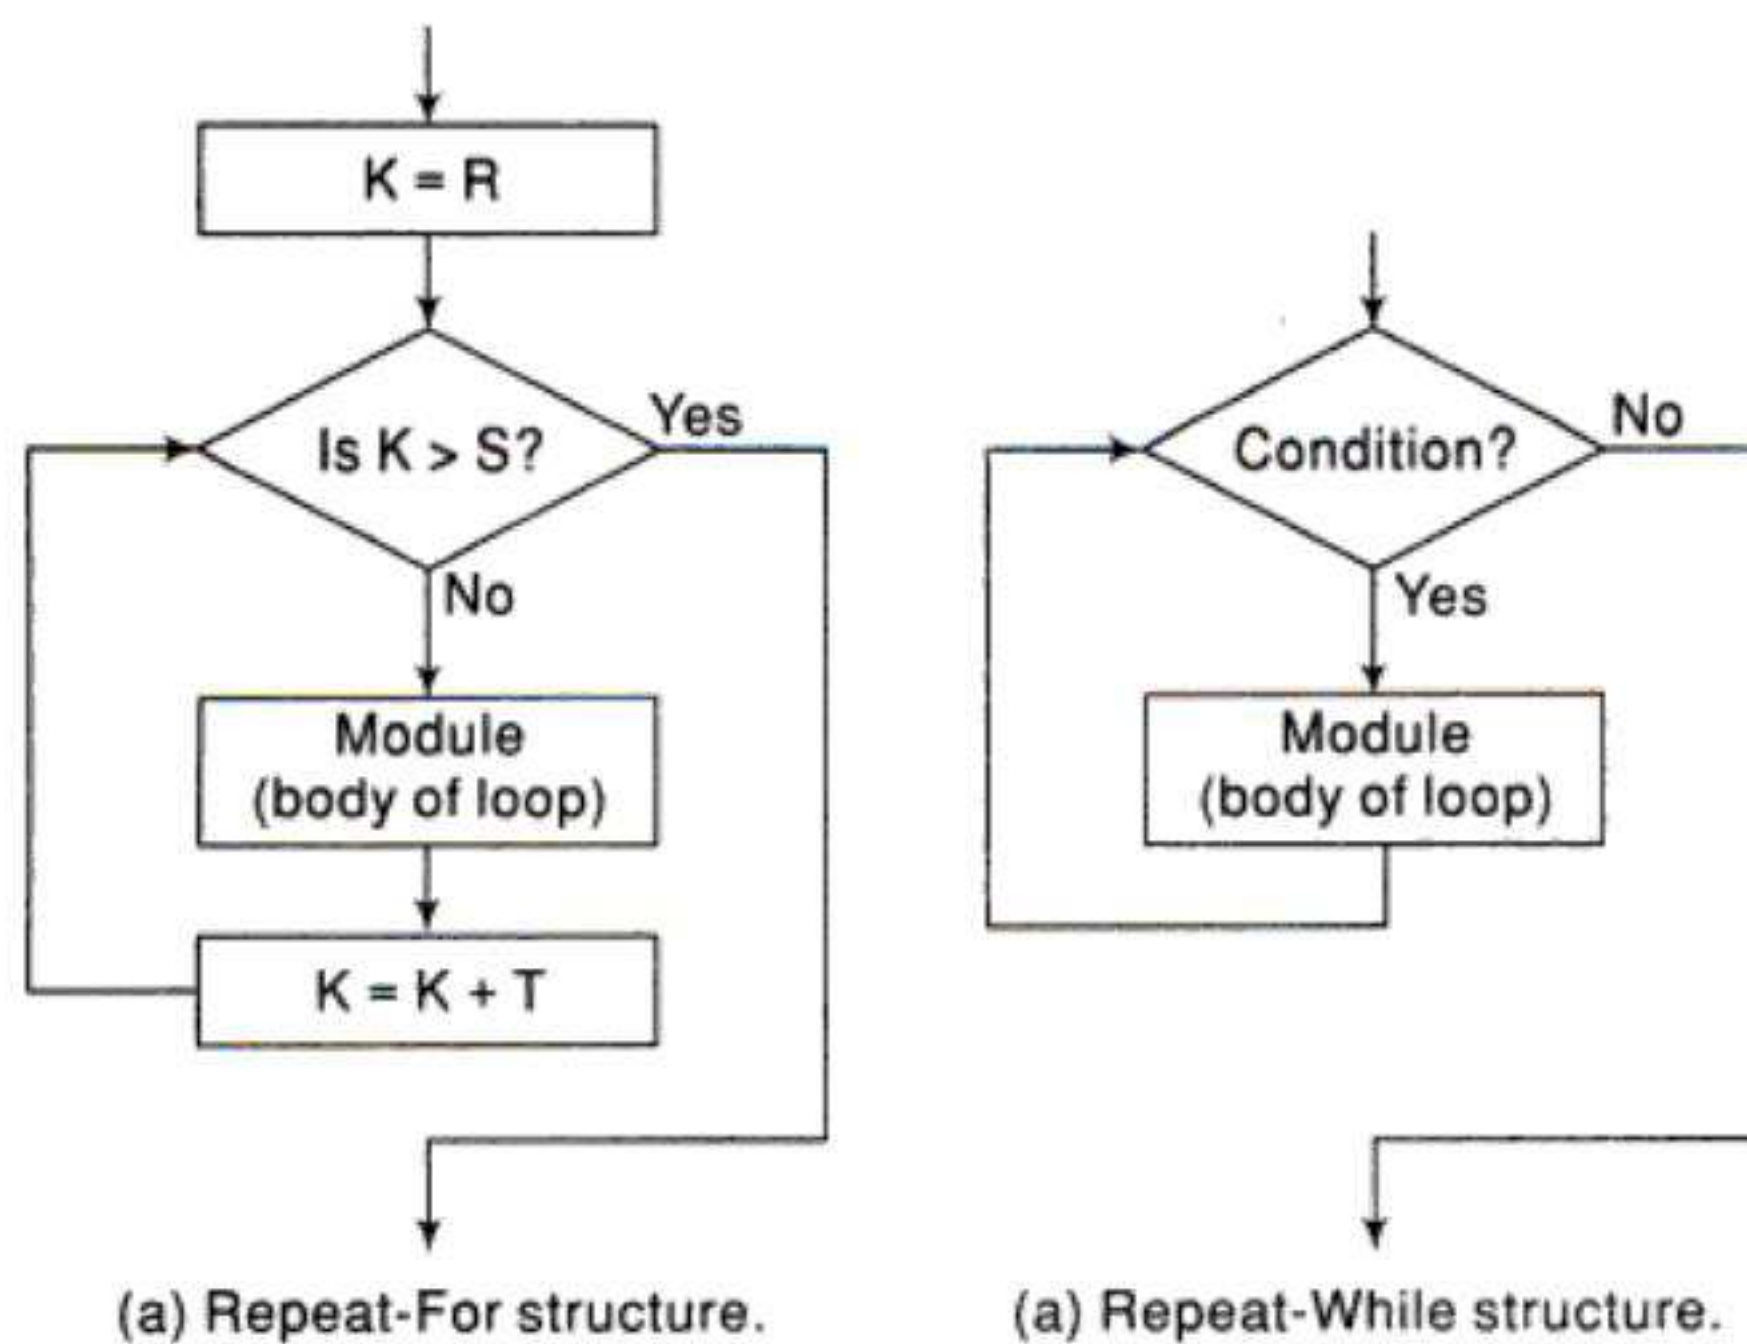 K = R
Is K > S?
Yes
No
Module
(body of loop)
K = K + T
(a) Repeat-For structure.
Condition?
No
Yes
Module
(body of loop)
(a) Repeat-While structure.